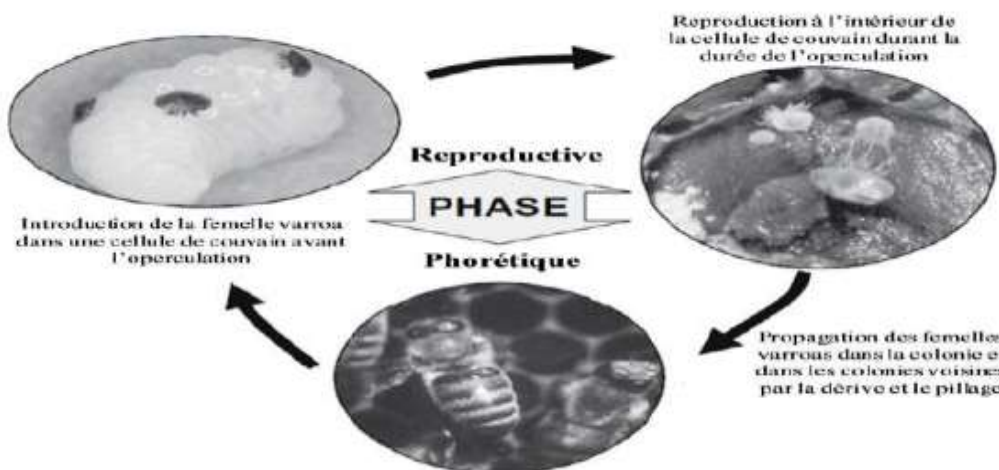 Reproduction à l'intérieur de
la cellule de couvain durant la
durée de l'operculation
Reproductive
PHASE
Phorétique
Introduction de la femelle varroa
dans une cellule de couvain avant
l'operculation
Propagation des femelles
varroas dans la colonie e
dans les colonies voisines
par la dérive et le pillage